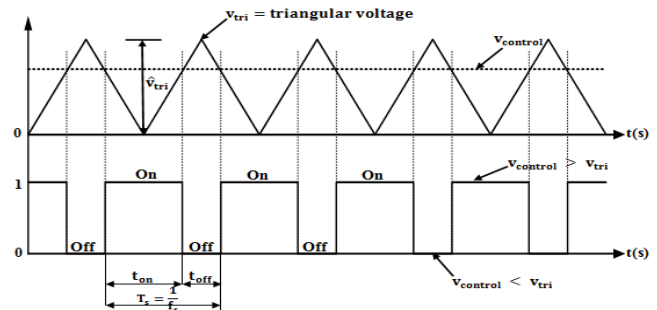 v_tri = triangular voltage
v_control
v̂_tri
0
t(s)
v_control > v_tri
On
On
On
1
Off
Off
Off
0
t(s)
t_on
t_off
v_control < v_tri
T_s = 1/f_s